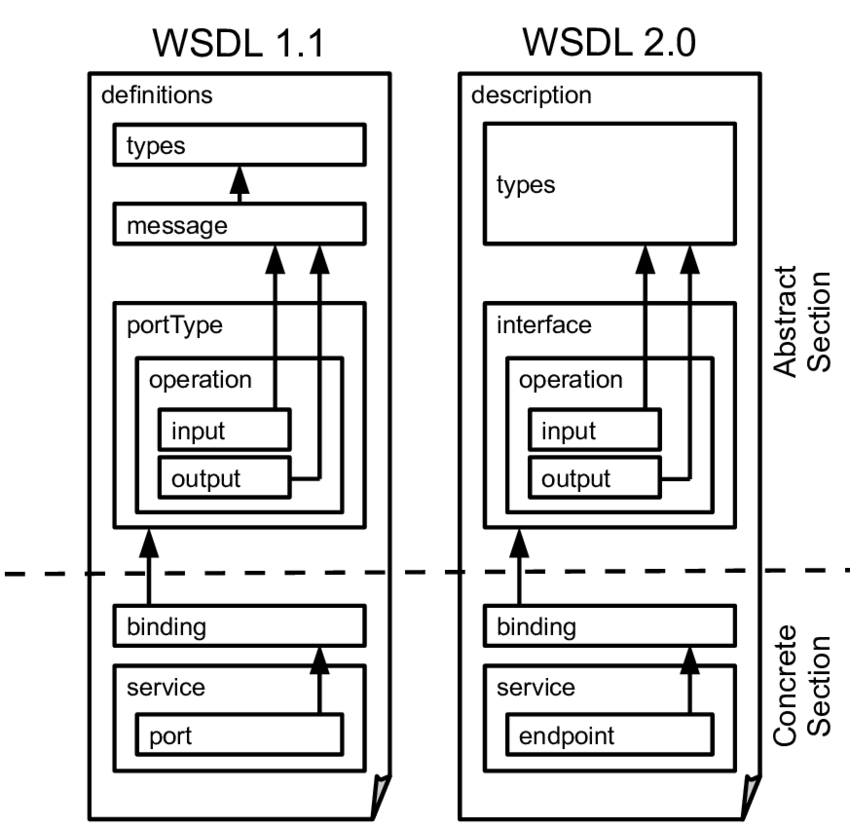 WSDL 1.1
definitions
types
message
portType
operation
input
output
binding
service
port
WSDL 2.0
description
types
interface
operation
input
output
binding
service
endpoint
Abstract
Section
Concrete
Section